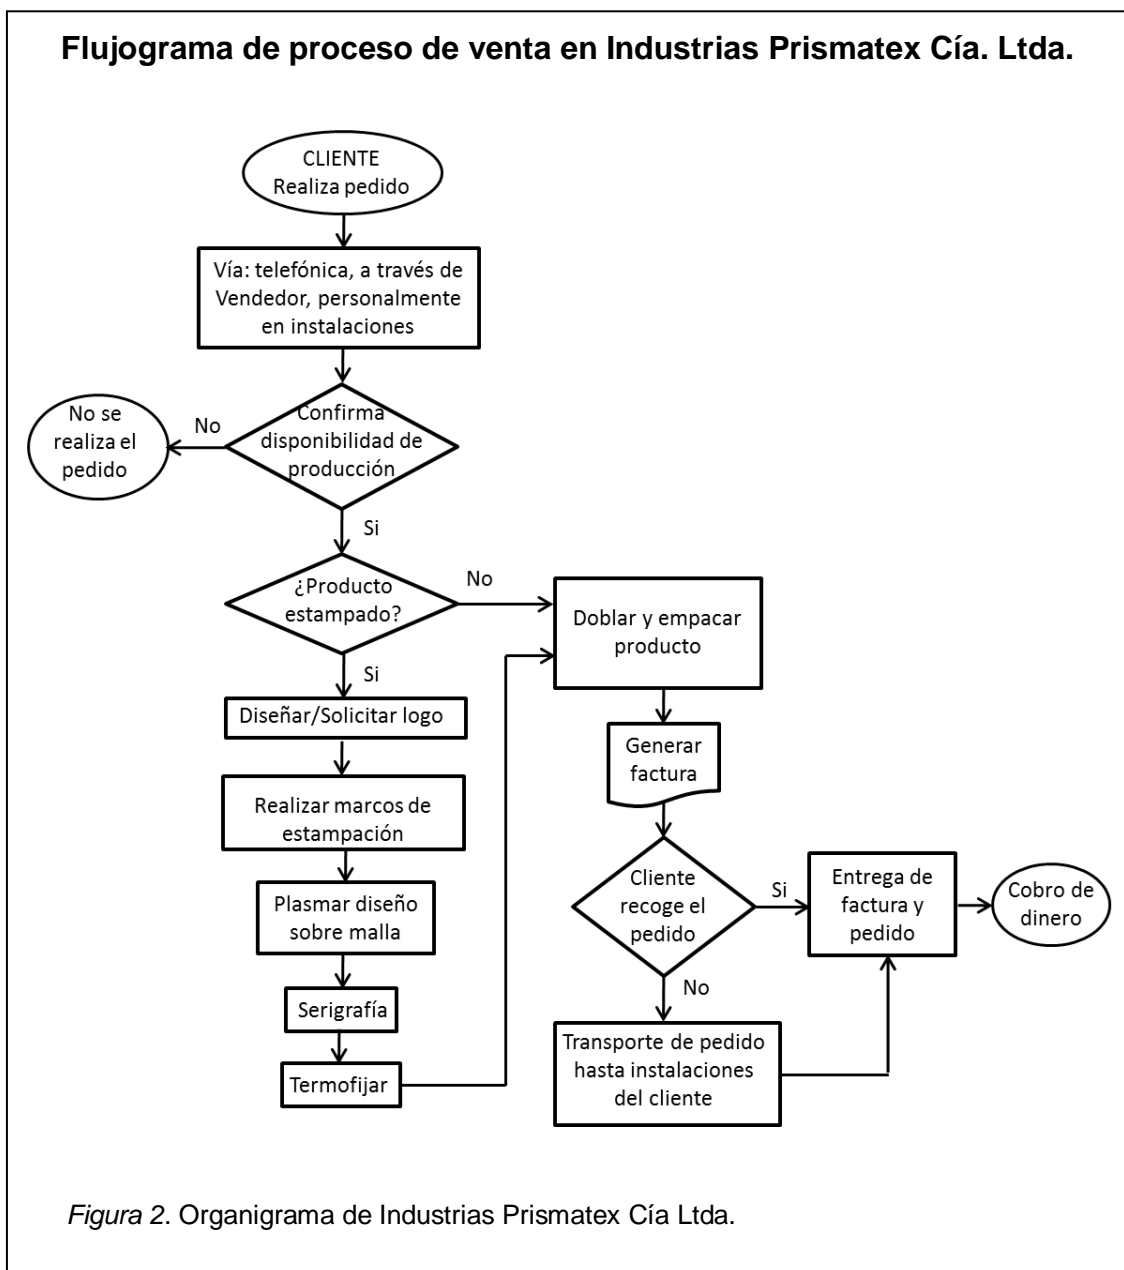 Flujograma de proceso de venta en Industrias Prismatex Cía. Ltda.
CLIENTE
Realiza pedido
Vía: telefónica, a través de
Vendedor, personalmente
en instalaciones
Confirma
disponibilidad de
producción
No
No se
realiza el
pedido
Si
¿Producto
estampado?
No
Si
Diseñar/Solicitar logo
Realizar marcos de
estampación
Plasmar diseño
sobre malla
Serigrafía
Termofijar
Doblar y empacar
producto
Generar
factura
Cliente
recoge el
pedido
Si
No
Transporte de pedido
hasta instalaciones
del cliente
Entrega de
factura y
pedido
Cobro de
dinero
Figura 2. Organigrama de Industrias Prismatex Cía Ltda.